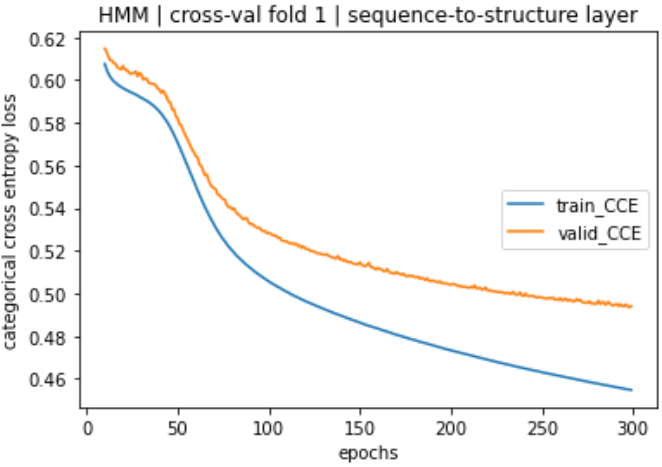 HMM | cross-val fold 1 | sequence-to-structure layer
categorical cross entropy loss
0.62
0.60
0.58
0.56
0.54
0.52
0.50
0.48
0.46
train_CCE
valid_CCE
0 50 100 150 200 250 300
epochs